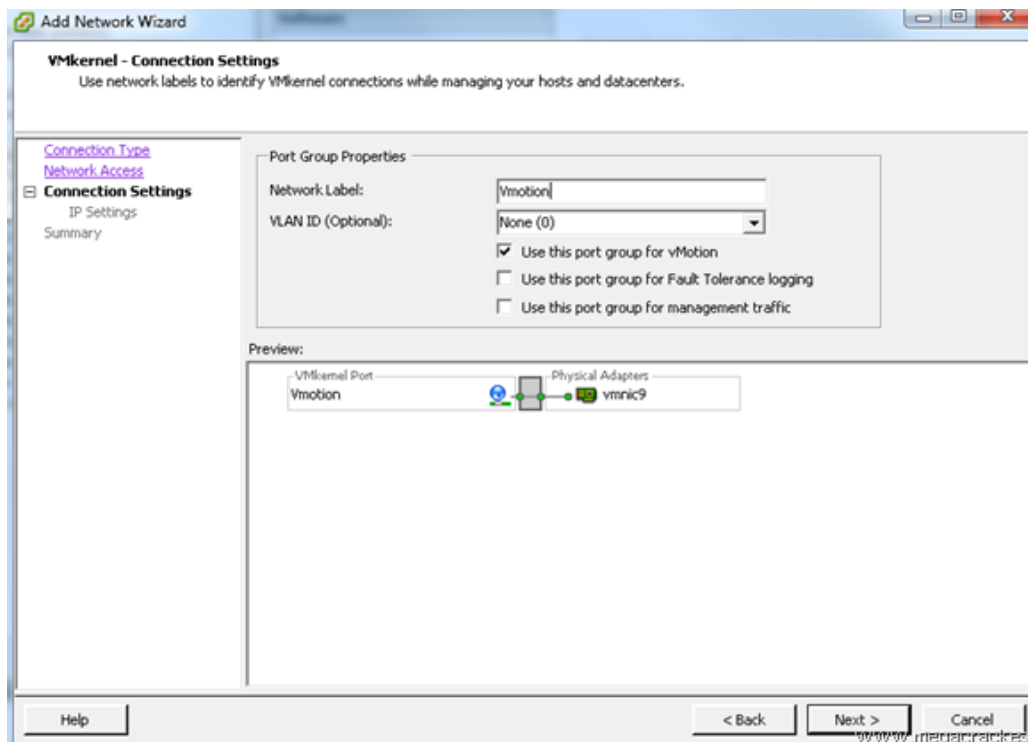 Add Network Wizard
VMkernel - Connection Settings
Use network labels to identify VMkernel connections while managing your hosts and datacenters.
Connection Type
Network Access
Connection Settings
IP Settings
Summary
Port Group Properties
Network Label:
Vmotion
VLAN ID (Optional):
None (0)
Use this port group for vMotion
Use this port group for Fault Tolerance logging
Use this port group for management traffic
Preview:
VMkernel Port
Vmotion
Physical Adapters
vmnic9
Help
< Back
Next >
Cancel